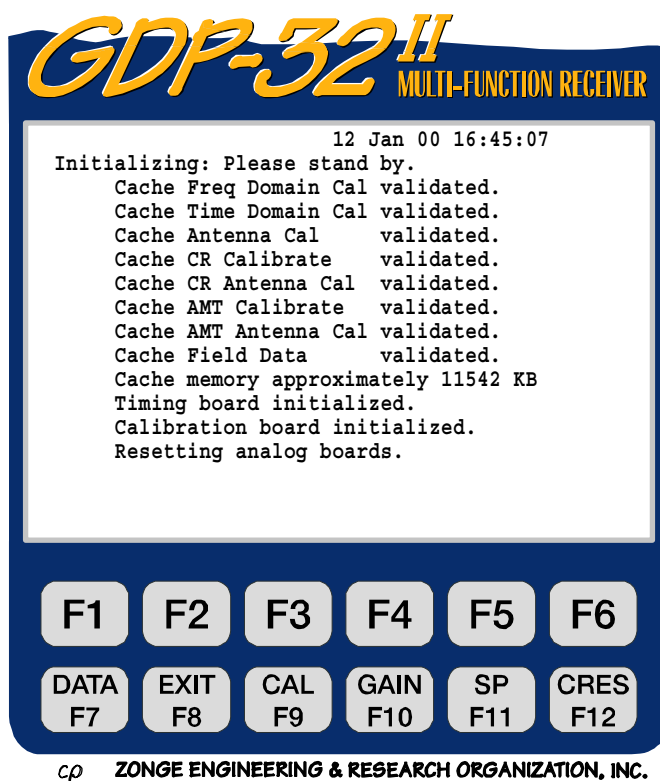 GDP-32 II
MULTI-FUNCTION RECEIVER
12 Jan 00 16:45:07
Initializing: Please stand by.
Cache Freq Domain Cal validated.
Cache Time Domain Cal validated.
Cache Antenna Cal validated.
Cache CR Calibrate validated.
Cache CR Antenna Cal validated.
Cache AMT Calibrate validated.
Cache AMT Antenna Cal validated.
Cache Field Data validated.
Cache memory approximately 11542 KB
Timing board initialized.
Calibration board initialized.
Resetting analog boards.
F1 F2 F3 F4 F5 F6
DATA EXIT CAL GAIN SP CRES
F7 F8 F9 F10 F11 F12
cρ ZONGE ENGINEERING & RESEARCH ORGANIZATION, INC.